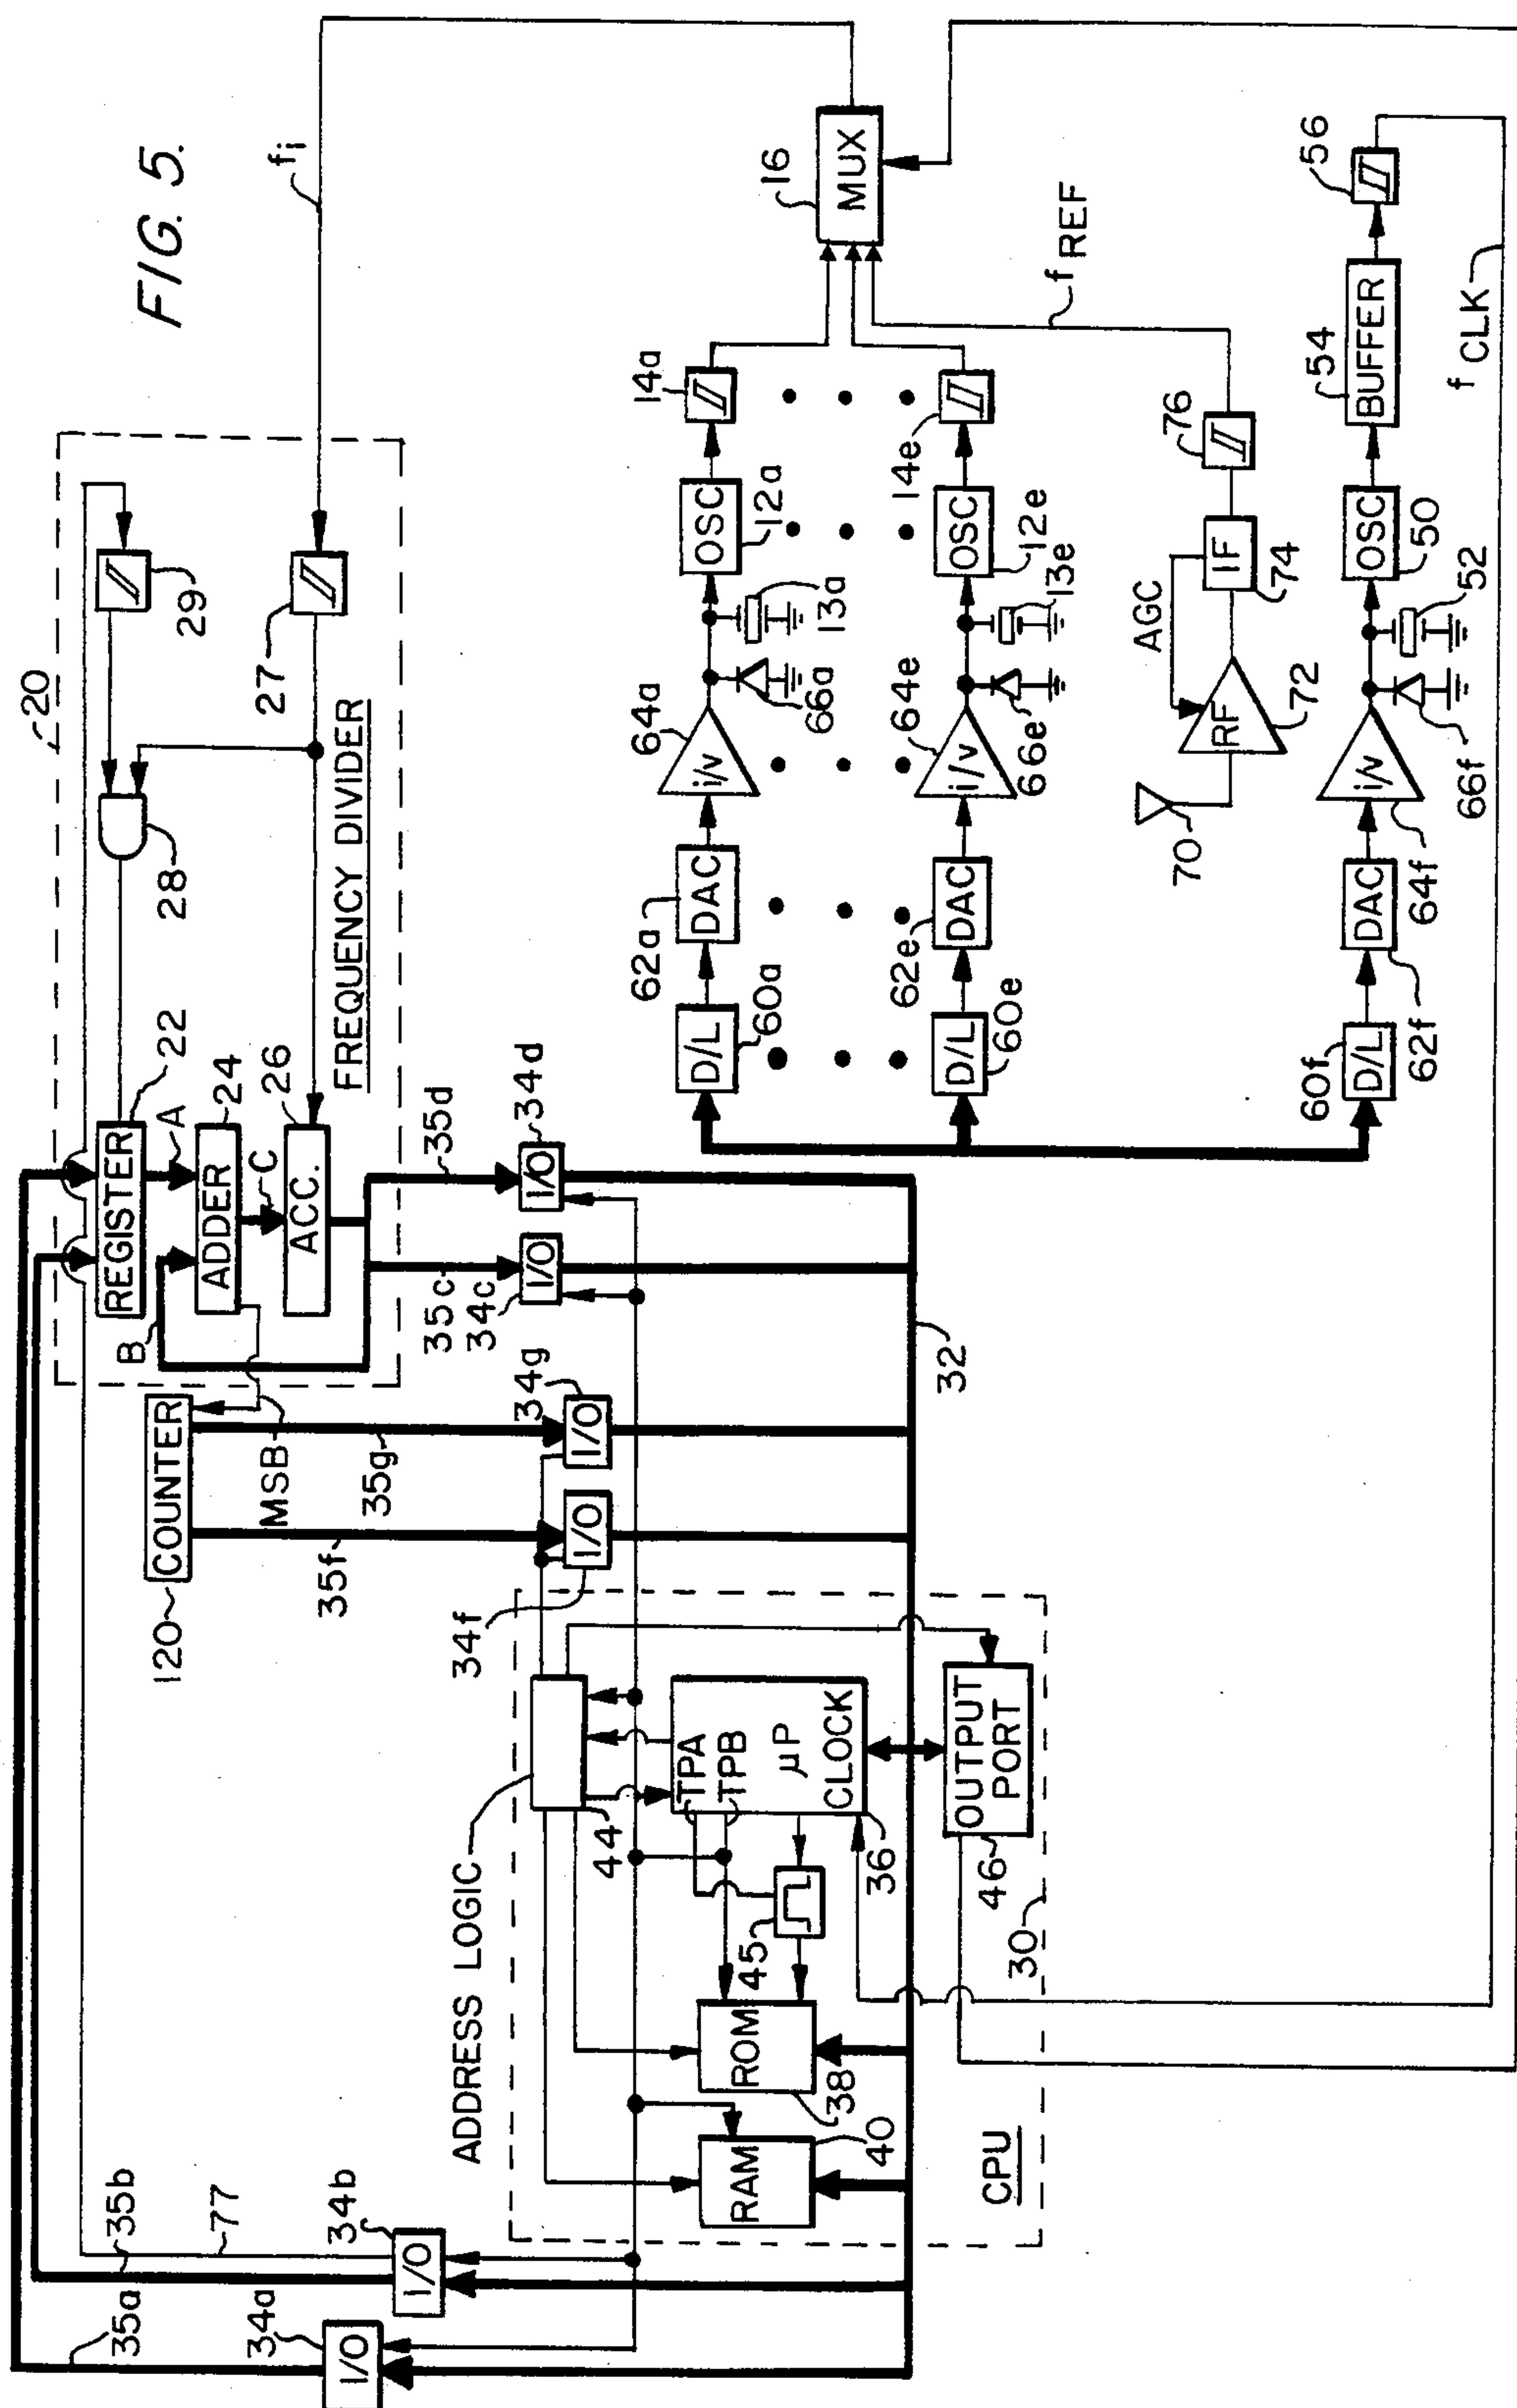 FIG. 5.
fi
20
29
27
28
FREQUENCY DIVIDER
REGISTER
22
A
ADDER
24
C
ACC.
26
B
MSB
COUNTER
120
35d
34d
I/O
35c
34c
I/O
35g
34g
I/O
35f
34f
I/O
32
16
MUX
fREF
14a
OSC
12a
13a
64a
i/v
66a
62a
DAC
D/L
60a
14e
OSC
12e
13e
64e
i/v
66e
62e
DAC
D/L
60e
76
IF
74
AGC
RF
72
70
56
54
BUFFER
fCLK
OSC
50
52
i/v
66f
64f
DAC
62f
60f
D/L
ADDRESS LOGIC
44
TPA
TPB
μP
CLOCK
36
45
OUTPUT
PORT
46
30
ROM
38
RAM
40
CPU
35a
34a
I/O
35b
34b
I/O
77